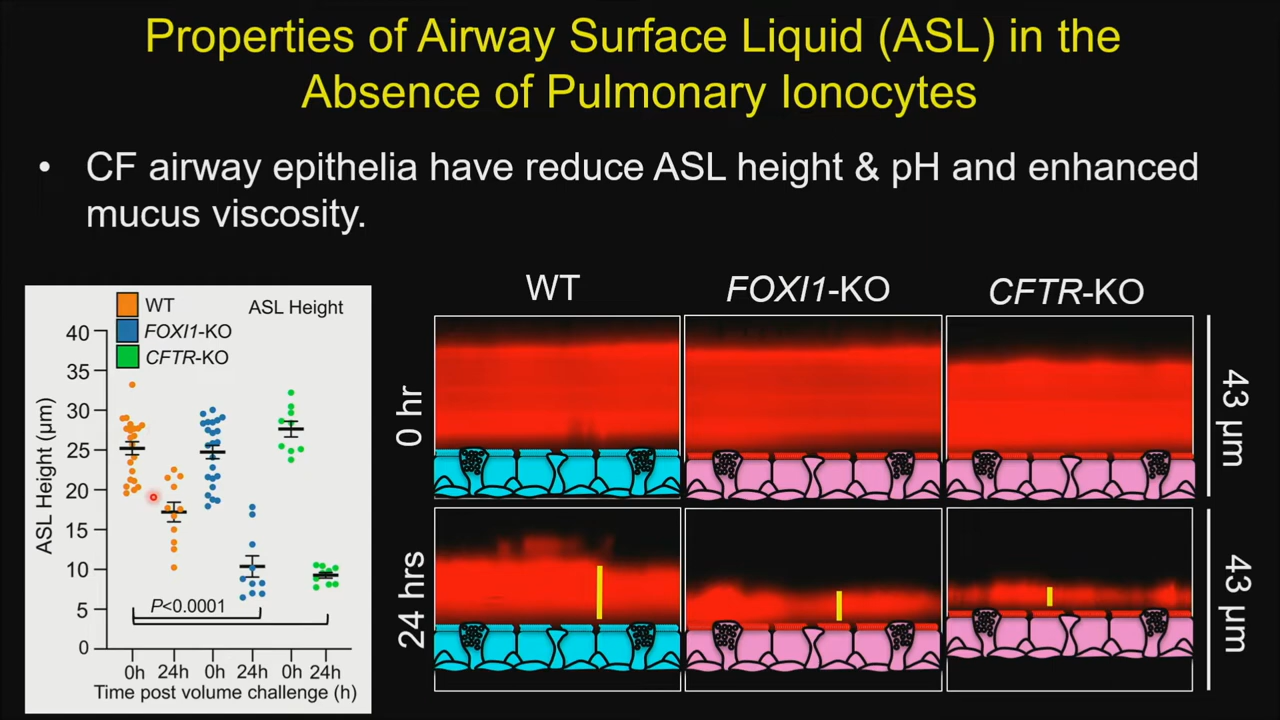 Properties of Airway Surface Liquid (ASL) in the
Absence of Pulmonary Ionocytes
• CF airway epithelia have reduce ASL height & pH and enhanced
mucus viscosity.
WT
FOXI1-KO
CFTR-KO
ASL Height
ASL Height (µm)
40
35
30
25
20
15
10
5
0
P<0.0001
0h 24h 0h 24h 0h 24h
Time post volume challenge (h)
WT FOXI1-KO CFTR-KO
0 hr
43 µm
24 hrs
43 µm